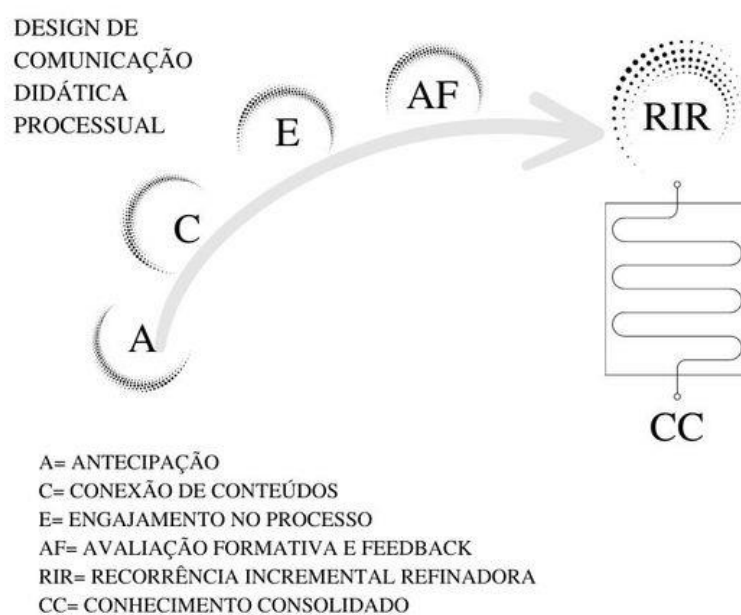 DESIGN DE
COMUNICAÇÃO
DIDÁTICA
PROCESSUAL
AF
RIR
E
C
A
CC
A= ANTECIPAÇÃO
C= CONEXÃO DE CONTEÚDOS
E= ENGAJAMENTO NO PROCESSO
AF= AVALIAÇÃO FORMATIVA E FEEDBACK
RIR= RECORRÊNCIA INCREMENTAL REFINADORA
CC= CONHECIMENTO CONSOLIDADO